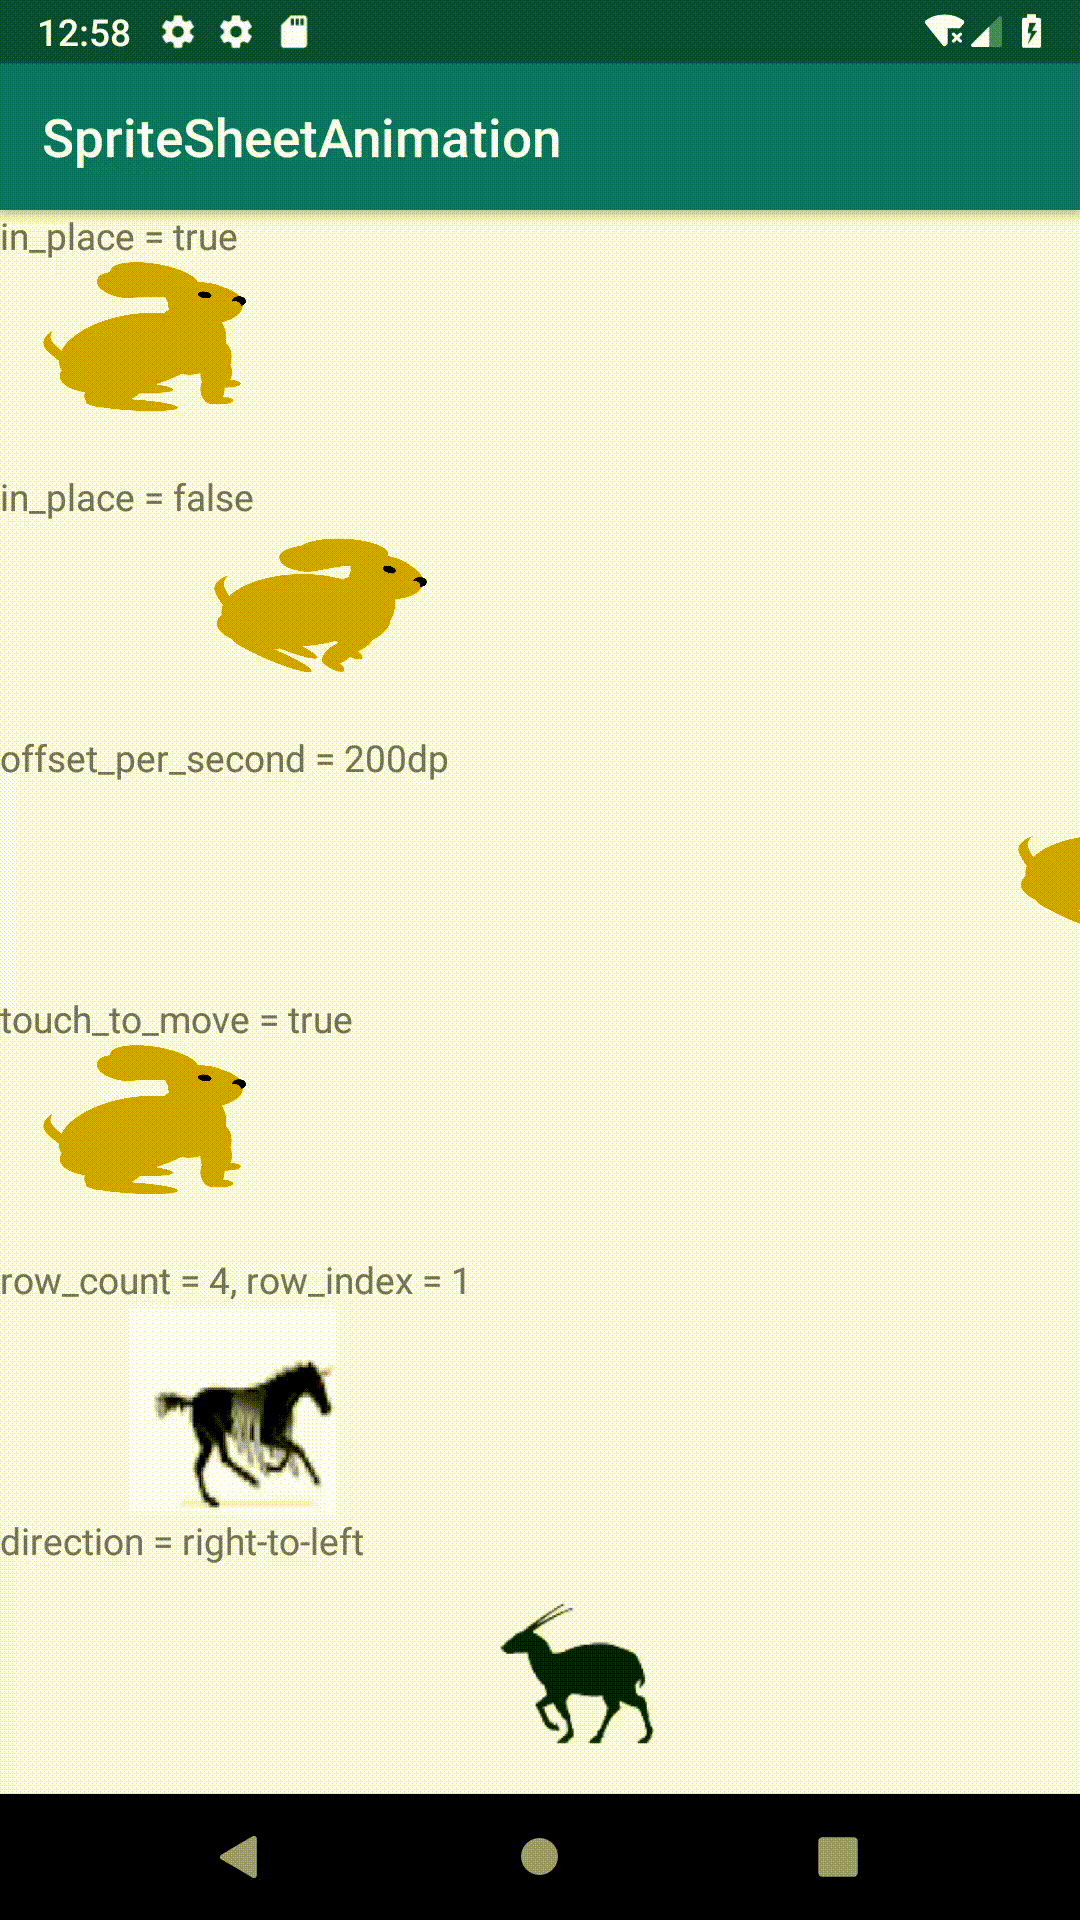 12:58
SpriteSheetAnimation
in_place = true
in_place = false
offset_per_second = 200dp
touch_to_move = true
row_count = 4, row_index = 1
direction = right-to-left